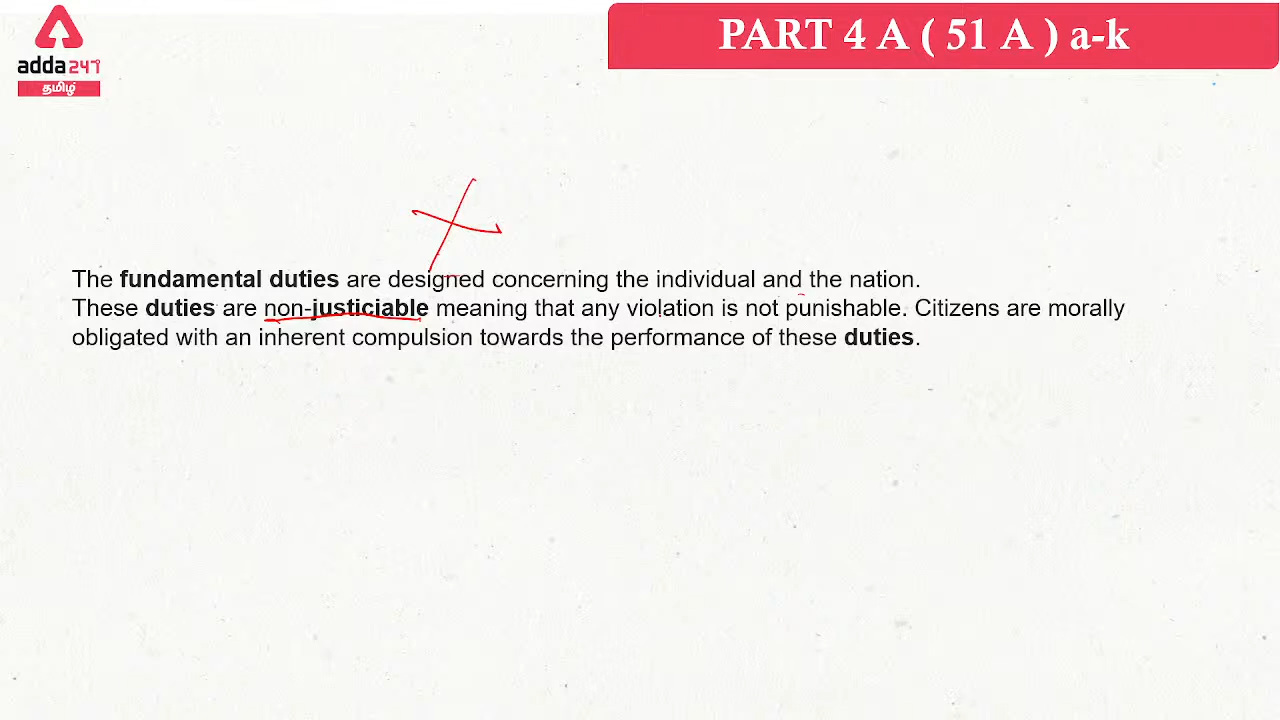 adda247
தமிழ்
PART 4 A ( 51 A ) a-k
The fundamental duties are designed concerning the individual and the nation.
These duties are non-justiciable meaning that any violation is not punishable. Citizens are morally
obligated with an inherent compulsion towards the performance of these duties.